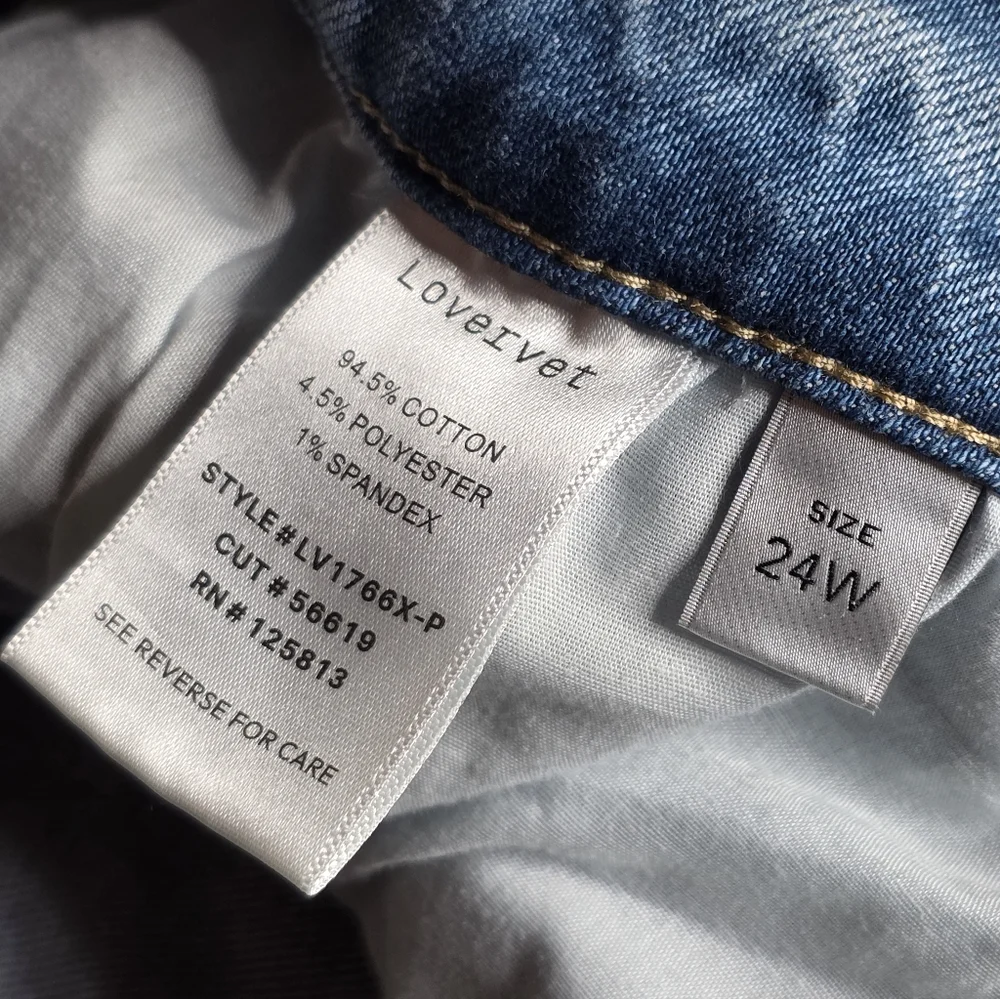 Lovervet
94.5% COTTON
4.5% POLYESTER
1% SPANDEX
STYLE#LV1766X-P
CUT#56619
RN#125813
SEE REVERSE FOR CARE
SIZE
24W